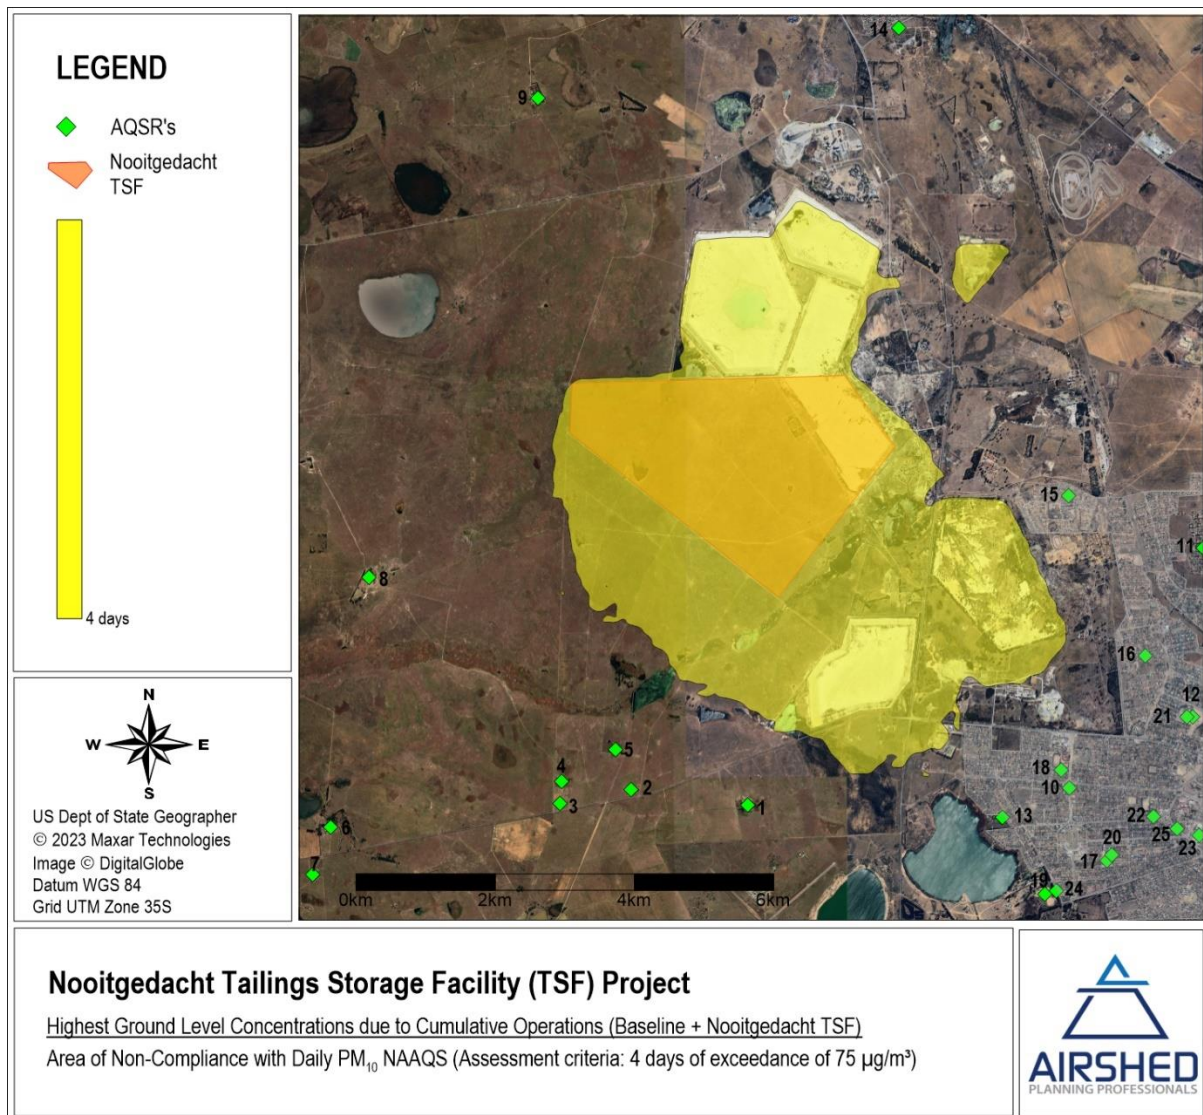 LEGEND
AQSR's
Nooitgedacht
TSF
4 days
N
W
E
S
US Dept of State Geographer
© 2023 Maxar Technologies
Image © DigitalGlobe
Datum WGS 84
Grid UTM Zone 35S
14
9
15
11
8
16
12
21
5
4
18
2
10
3
1
13
22
6
25
23
20
17
7
19
24
0km
2km
4km
6km
Nooitgedacht Tailings Storage Facility (TSF) Project
Highest Ground Level Concentrations due to Cumulative Operations (Baseline + Nooitgedacht TSF)
Area of Non-Compliance with Daily PM₁₀ NAAQS (Assessment criteria: 4 days of exceedance of 75 µg/m³)
AIRSHED
PLANNING PROFESSIONALS